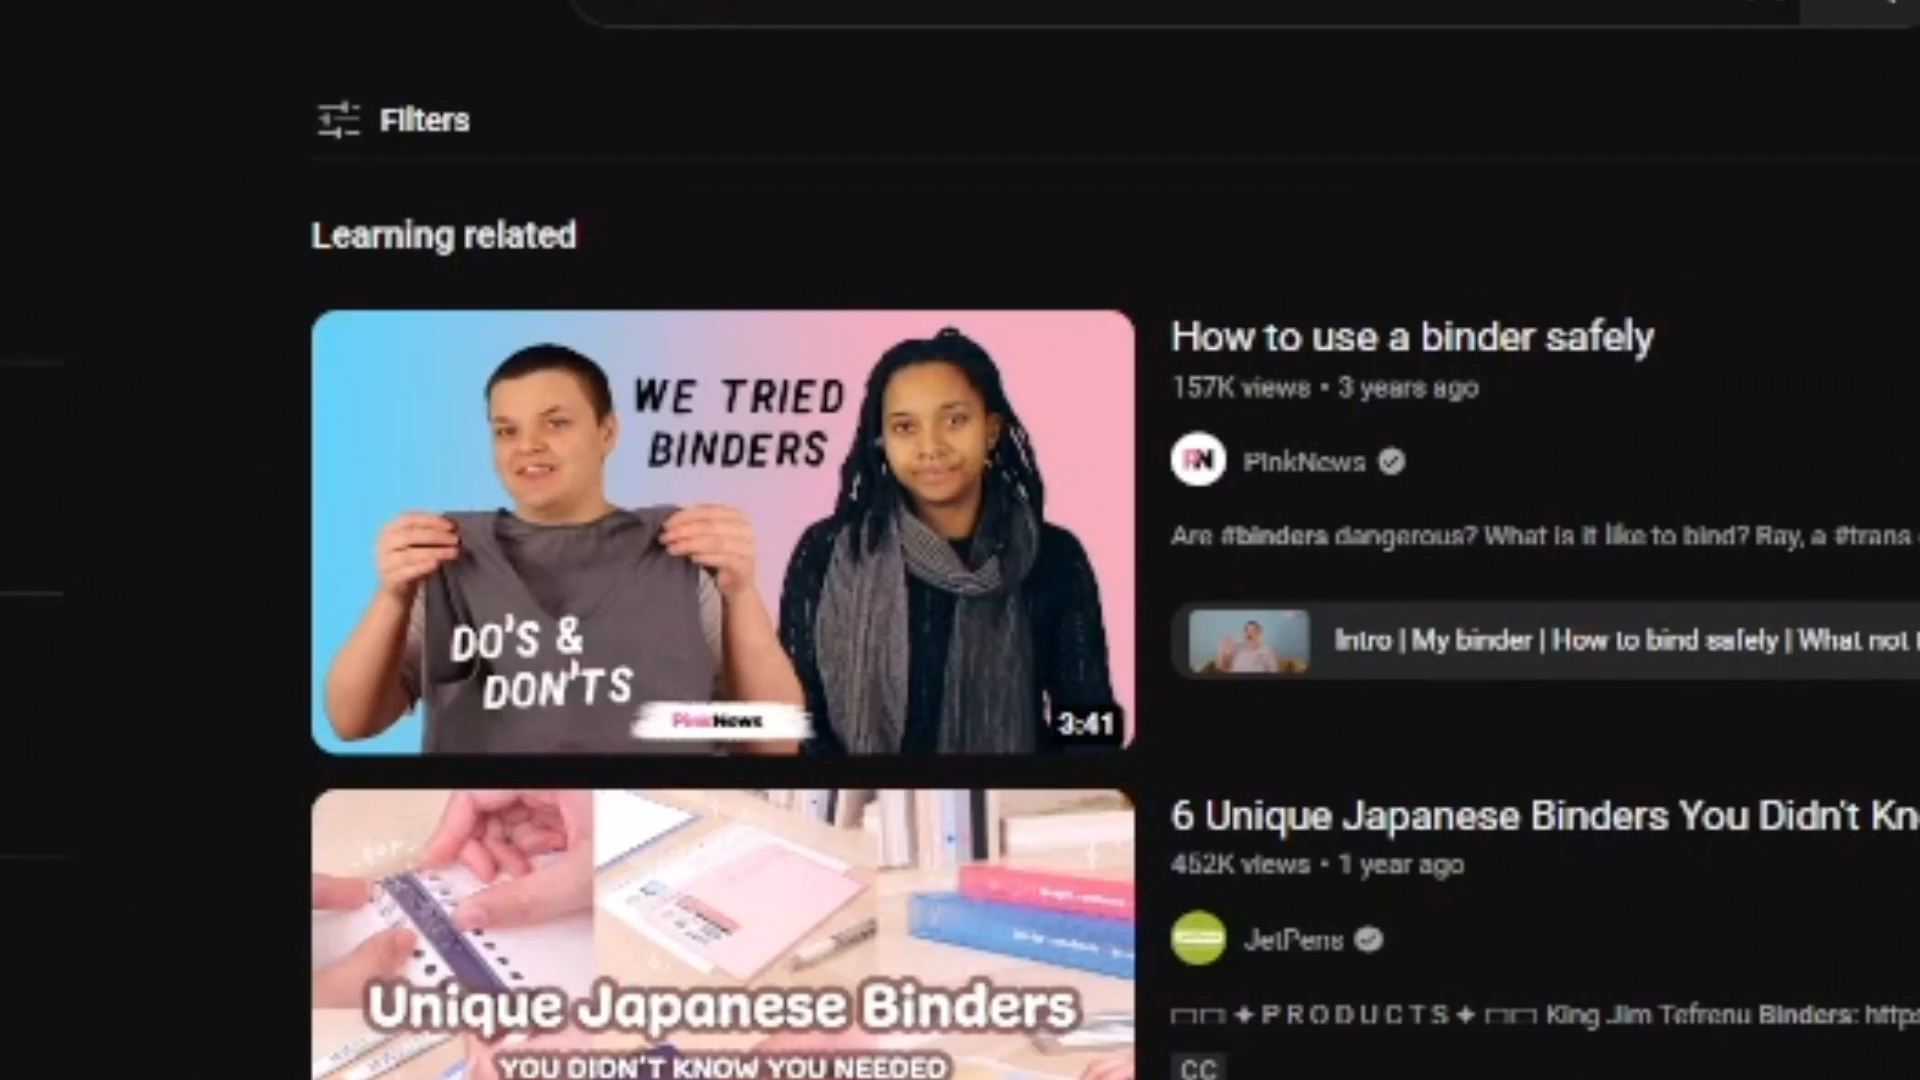 Filters
Learning related
WE TRIED
BINDERS
DO'S &
DON'TS
PinkNews
3:41
How to use a binder safely
157K views • 3 years ago
PN
PinkNews
Are #binders dangerous? What is it like to bind? Ray, a #trans
Intro | My binder | How to bind safely | What not
6 Unique Japanese Binders You Didn't Kn
452K views • 1 year ago
JetPens
□□ ✦ P R O D U C T S ✦ □□ King Jim Tefrenu Binders: https
CC
Unique Japanese Binders
YOU DIDN'T KNOW YOU NEEDED